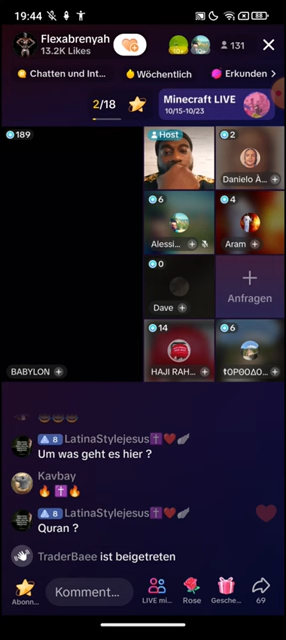 19:44
58
Flexabrenyah
13.2K Likes
131
Chatten und Int...
Wöchentlich
Erkunden
2/18
Minecraft LIVE
10/15-10/23
189
Host
2
Danielo À...
6
Alessi...
4
Aram
0
Dave
Anfragen
BABYLON
14
HAJI RAH...
6
8 LatinaStylejesus
Um was geht es hier ?
Kavbay
8 LatinaStylejesus
Quran ?
TraderBaee ist beigetreten
Abonn...
Komment...
LIVE mi...
Rose
Gesche...
69